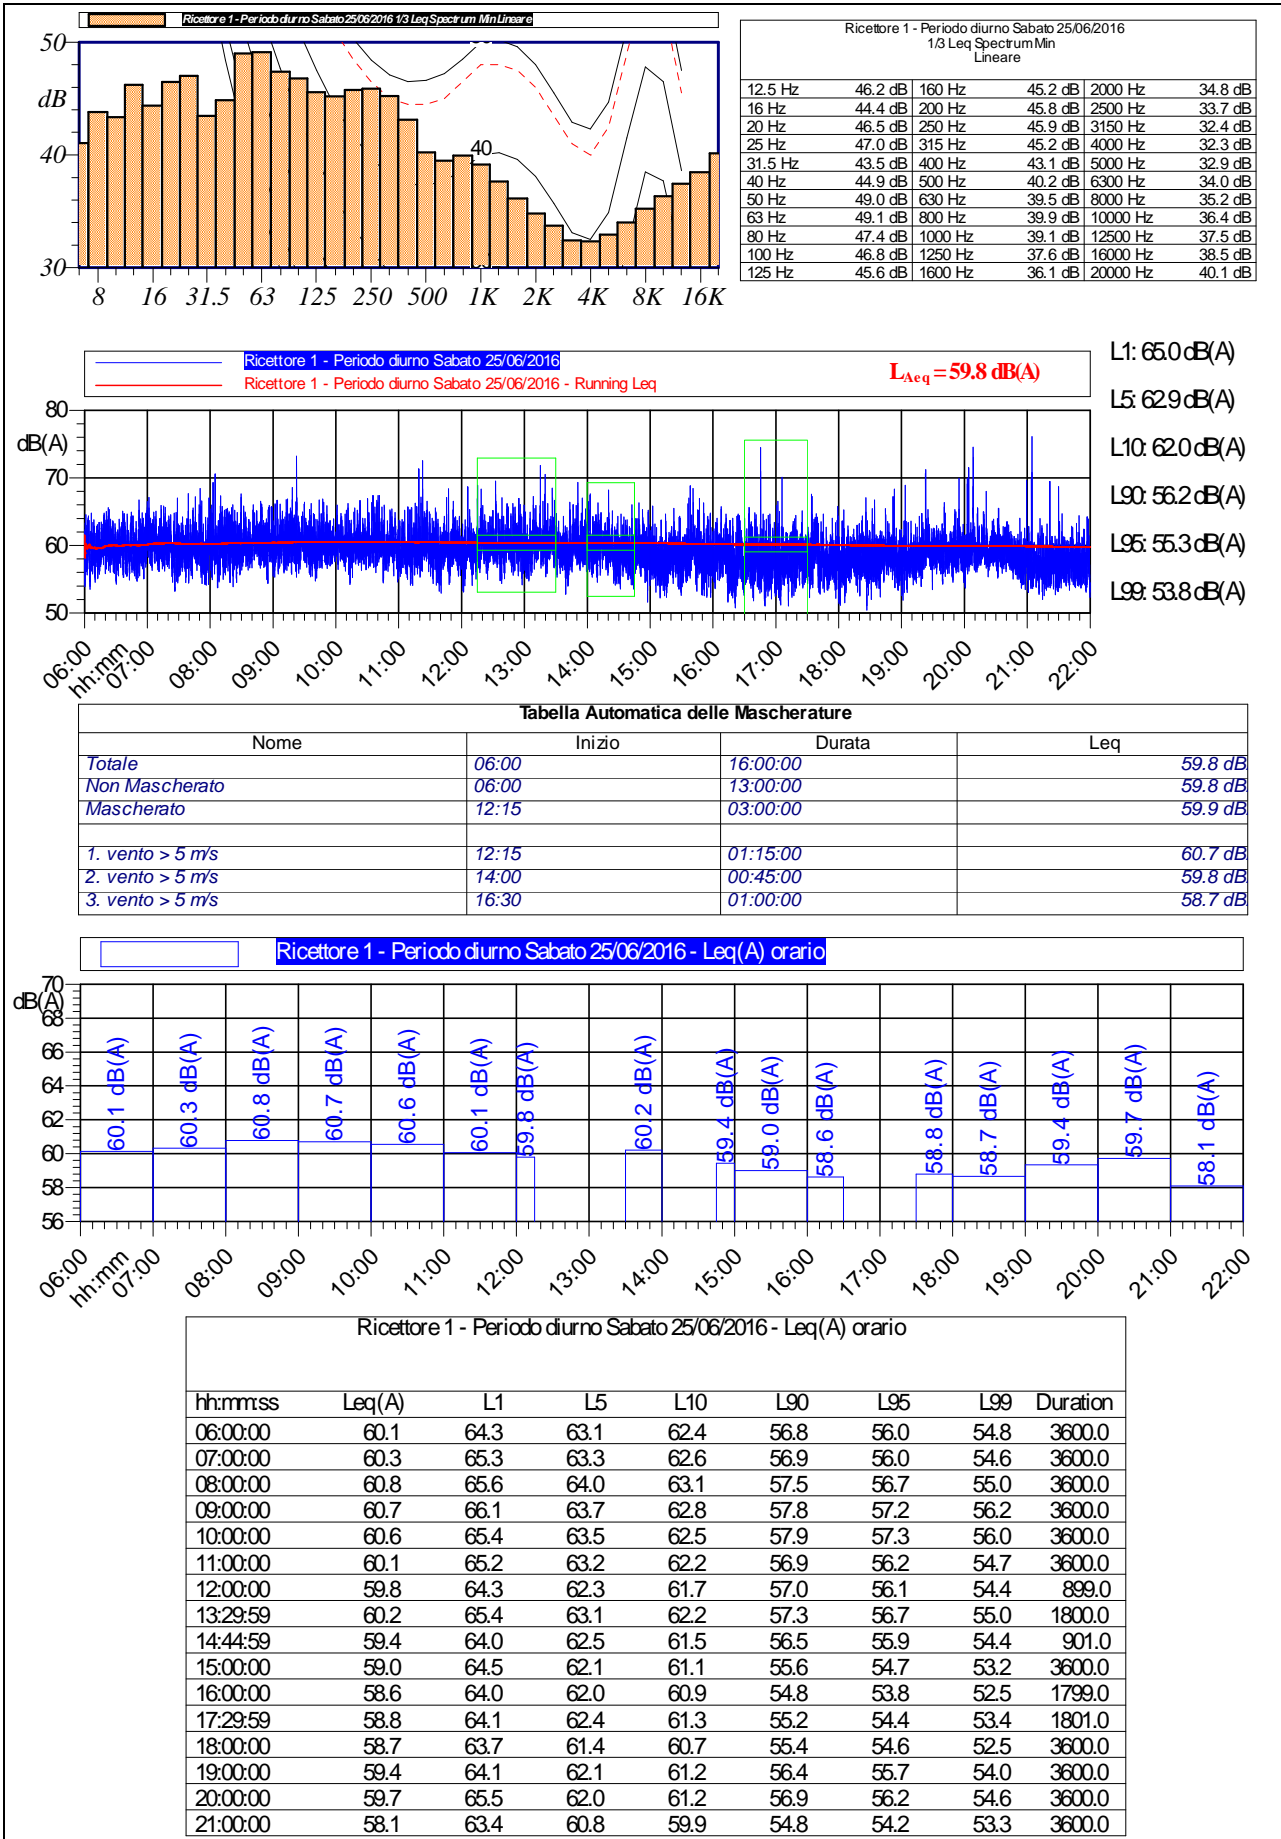 Ricettore 1 - Periodo diurno Sabato 25/06/2016 1/3 Leq Spectrum Min Lineare
50
dB
40
40
30
8 16 31.5 63 125 250 500 1K 2K 4K 8K 16K
Ricettore 1 - Periodo diurno Sabato 25/06/2016
1/3 Leq Spectrum Min
Lineare
12.5 Hz 46.2 dB 160 Hz 45.2 dB 2000 Hz 34.8 dB
16 Hz 44.4 dB 200 Hz 45.8 dB 2500 Hz 33.7 dB
20 Hz 46.5 dB 250 Hz 45.9 dB 3150 Hz 32.4 dB
25 Hz 47.0 dB 315 Hz 45.2 dB 4000 Hz 32.3 dB
31.5 Hz 43.5 dB 400 Hz 43.1 dB 5000 Hz 32.9 dB
40 Hz 44.9 dB 500 Hz 40.2 dB 6300 Hz 34.0 dB
50 Hz 49.0 dB 630 Hz 39.5 dB 8000 Hz 35.2 dB
63 Hz 49.1 dB 800 Hz 39.9 dB 10000 Hz 36.4 dB
80 Hz 47.4 dB 1000 Hz 39.1 dB 12500 Hz 37.5 dB
100 Hz 46.8 dB 1250 Hz 37.6 dB 16000 Hz 38.5 dB
125 Hz 45.6 dB 1600 Hz 36.1 dB 20000 Hz 40.1 dB
Ricettore 1 - Periodo diurno Sabato 25/06/2016
Ricettore 1 - Periodo diurno Sabato 25/06/2016 - Running Leq
LAeq = 59.8 dB(A)
L1: 65.0 dB(A)
L5: 62.9 dB(A)
L10: 62.0 dB(A)
L90: 56.2 dB(A)
L95: 55.3 dB(A)
L99: 53.8 dB(A)
80
dB(A)
70
60
50
06:00 07:00 08:00 09:00 10:00 11:00 12:00 13:00 14:00 15:00 16:00 17:00 18:00 19:00 20:00 21:00 22:00
hh:mm
Tabella Automatica delle Mascherature
Nome Inizio Durata Leq
Totale 06:00 16:00:00 59.8 dB
Non Mascherato 06:00 13:00:00 59.8 dB
Mascherato 12:15 03:00:00 59.9 dB
1. vento > 5 m/s 12:15 01:15:00 60.7 dB
2. vento > 5 m/s 14:00 00:45:00 59.8 dB
3. vento > 5 m/s 16:30 01:00:00 58.7 dB
Ricettore 1 - Periodo diurno Sabato 25/06/2016 - Leq(A) orario
70
dB(A)
68
66
64
62
60
58
56
60.1 dB(A) 60.3 dB(A) 60.8 dB(A) 60.7 dB(A) 60.6 dB(A) 60.1 dB(A) 59.8 dB(A) 60.2 dB(A) 59.4 dB(A) 59.0 dB(A) 58.6 dB(A) 58.8 dB(A) 58.7 dB(A) 59.4 dB(A) 59.7 dB(A) 58.1 dB(A)
06:00 07:00 08:00 09:00 10:00 11:00 12:00 13:00 14:00 15:00 16:00 17:00 18:00 19:00 20:00 21:00 22:00
hh:mm
Ricettore 1 - Periodo diurno Sabato 25/06/2016 - Leq(A) orario
hh:mm:ss Leq(A) L1 L5 L10 L90 L95 L99 Duration
06:00:00 60.1 64.3 63.1 62.4 56.8 56.0 54.8 3600.0
07:00:00 60.3 65.3 63.3 62.6 56.9 56.0 54.6 3600.0
08:00:00 60.8 65.6 64.0 63.1 57.5 56.7 55.0 3600.0
09:00:00 60.7 66.1 63.7 62.8 57.8 57.2 56.2 3600.0
10:00:00 60.6 65.4 63.5 62.5 57.9 57.3 56.0 3600.0
11:00:00 60.1 65.2 63.2 62.2 56.9 56.2 54.7 3600.0
12:00:00 59.8 64.3 62.3 61.7 57.0 56.1 54.4 899.0
13:29:59 60.2 65.4 63.1 62.2 57.3 56.7 55.0 1800.0
14:44:59 59.4 64.0 62.5 61.5 56.5 55.9 54.4 901.0
15:00:00 59.0 64.5 62.1 61.1 55.6 54.7 53.2 3600.0
16:00:00 58.6 64.0 62.0 60.9 54.8 53.8 52.5 1799.0
17:29:59 58.8 64.1 62.4 61.3 55.2 54.4 53.4 1801.0
18:00:00 58.7 63.7 61.4 60.7 55.4 54.6 52.5 3600.0
19:00:00 59.4 64.1 62.1 61.2 56.4 55.7 54.0 3600.0
20:00:00 59.7 65.5 62.0 61.2 56.9 56.2 54.6 3600.0
21:00:00 58.1 63.4 60.8 59.9 54.8 54.2 53.3 3600.0